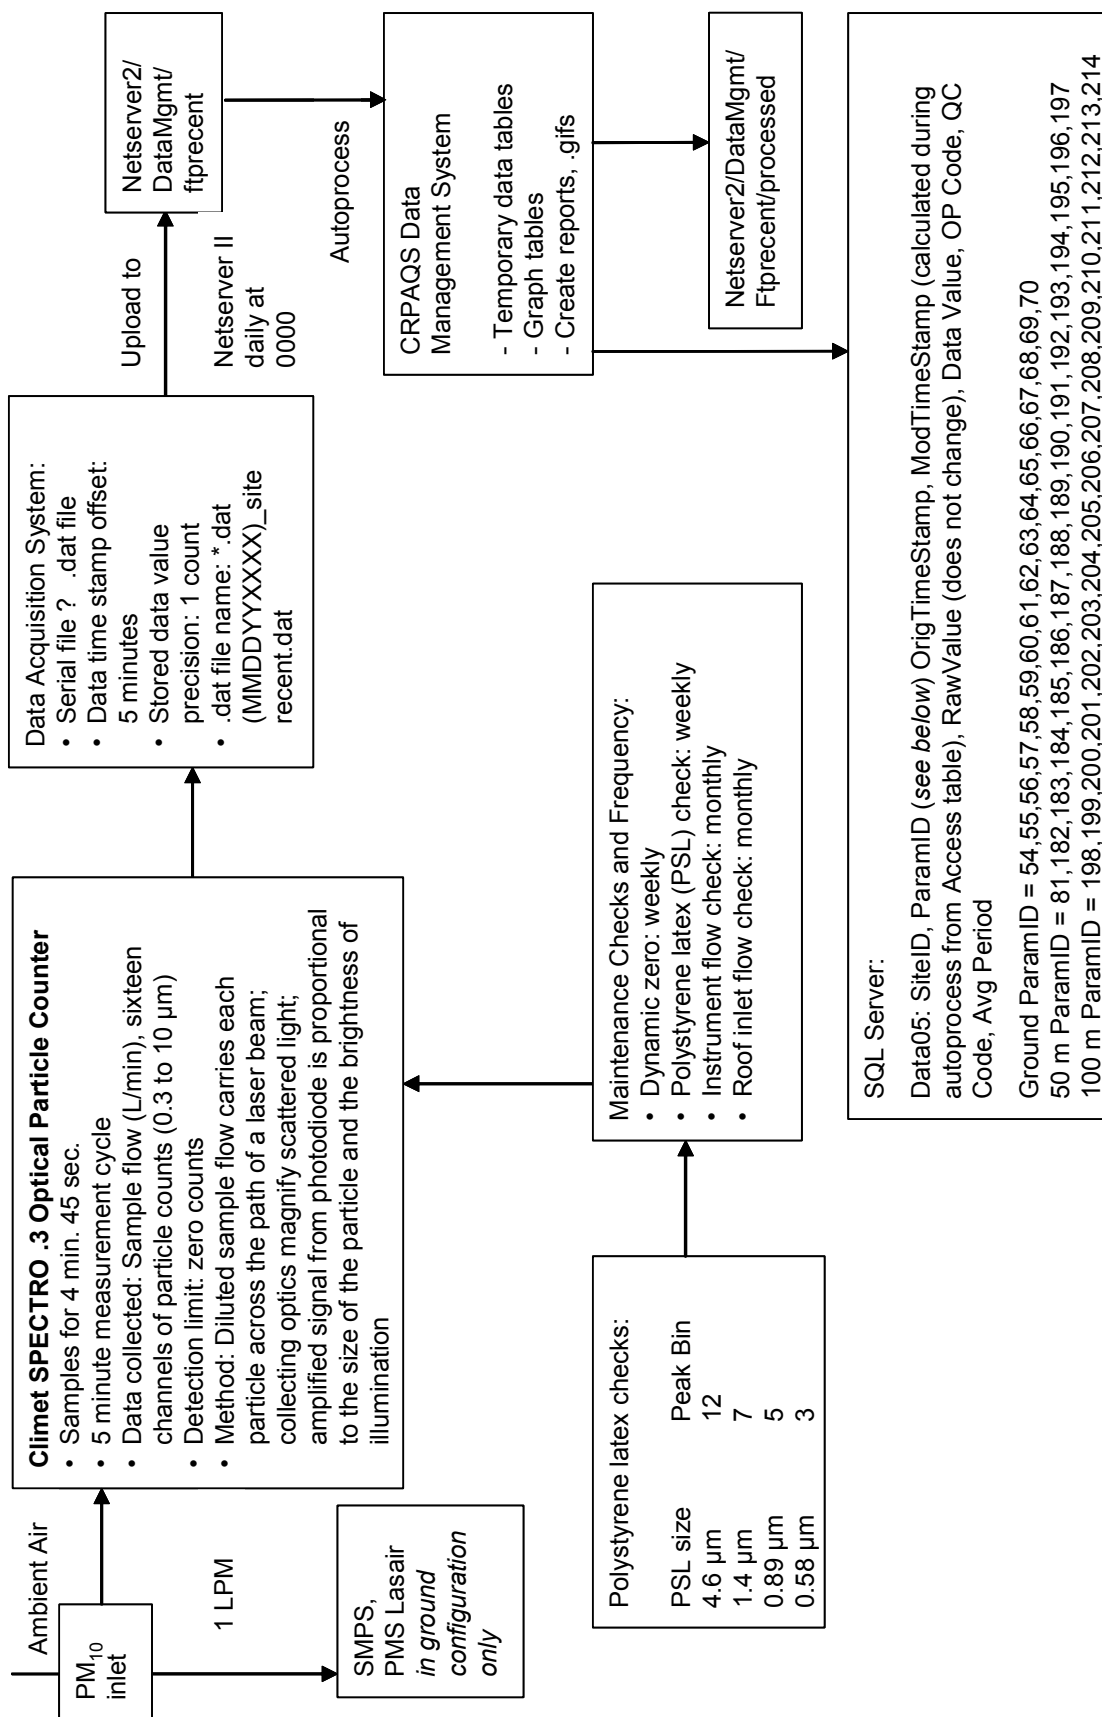 Ambient Air
PM10
inlet
1 LPM
SMPS,
PMS Lasair
in ground
configuration
only
Climet SPECTRO .3 Optical Particle Counter
• Samples for 4 min. 45 sec.
• 5 minute measurement cycle
• Data collected: Sample flow (L/min), sixteen
channels of particle counts (0.3 to 10 µm)
• Detection limit: zero counts
• Method: Diluted sample flow carries each
particle across the path of a laser beam;
collecting optics magnify scattered light;
amplified signal from photodiode is proportional
to the size of the particle and the brightness of
illumination
Data Acquisition System:
• Serial file ? .dat file
• Data time stamp offset:
5 minutes
• Stored data value
precision: 1 count
• .dat file name: *.dat
(MMDDYYXXXX)_site
recent.dat
Upload to
Netserver II
daily at
0000
Netserver2/
DataMgmt/
ftprecent
Autoprocess
CRPAQS Data
Management System
- Temporary data tables
- Graph tables
- Create reports, .gifs
Netserver2/DataMgmt/
Ftprecent/processed
Polystyrene latex checks:
PSL size Peak Bin
4.6 µm 12
1.4 µm 7
0.89 µm 5
0.58 µm 3
Maintenance Checks and Frequency:
• Dynamic zero: weekly
• Polystyrene latex (PSL) check: weekly
• Instrument flow check: monthly
• Roof inlet flow check: monthly
SQL Server:
Data05: SiteID, ParamID (see below) OrigTimeStamp, ModTimeStamp (calculated during
autoprocess from Access table), RawValue (does not change), Data Value, OP Code, QC
Code, Avg Period
Ground ParamID = 54,55,56,57,58,59,60,61,62,63,64,65,66,67,68,69,70
50 m ParamID = 81,182,183,184,185,186,187,188,189,190,191,192,193,194,195,196,197
100 m ParamID = 198,199,200,201,202,203,204,205,206,207,208,209,210,211,212,213,214